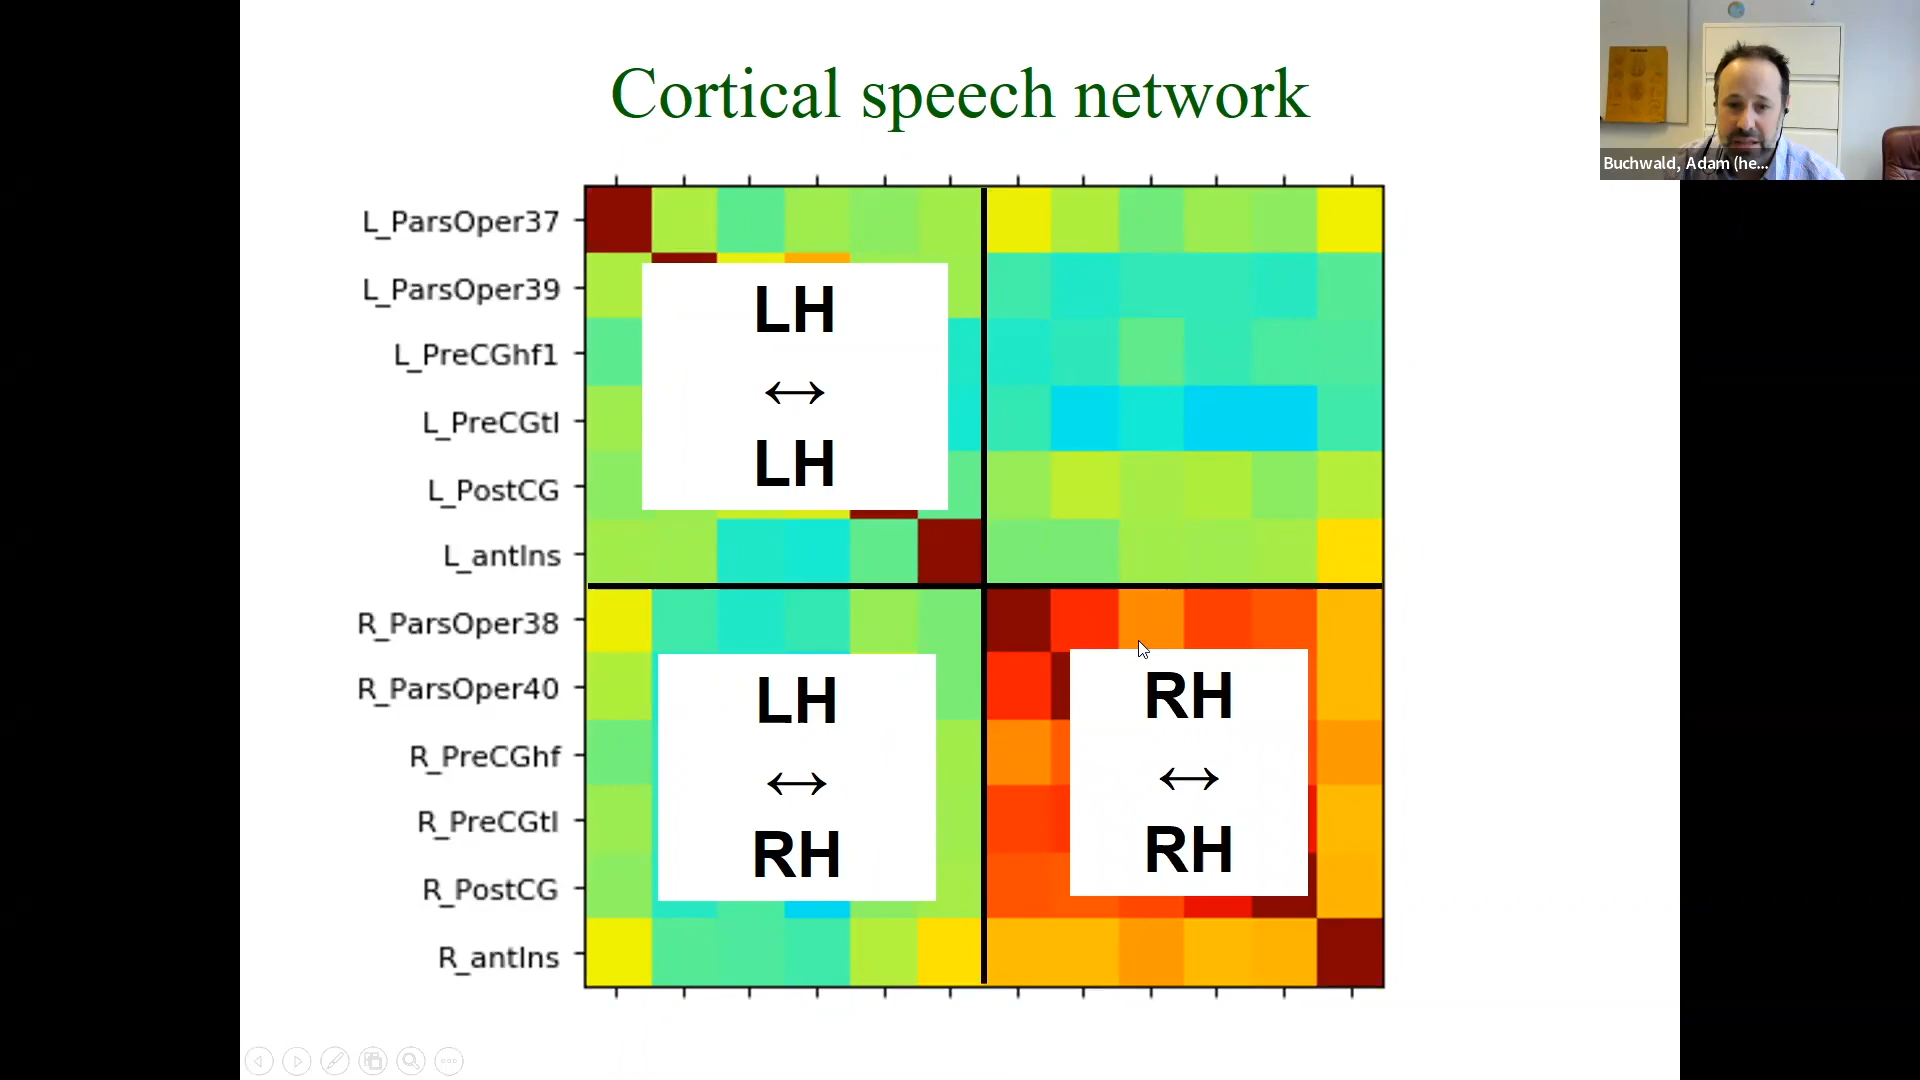 Cortical speech network
Buchwald, Adam (he...
L_ParsOper37
L_ParsOper39
L_PreCGhf1
L_PreCGtl
L_PostCG
L_antIns
R_ParsOper38
R_ParsOper40
R_PreCGhf
R_PreCGtl
R_PostCG
R_antIns
LH
↔
LH
LH
↔
RH
RH
↔
RH